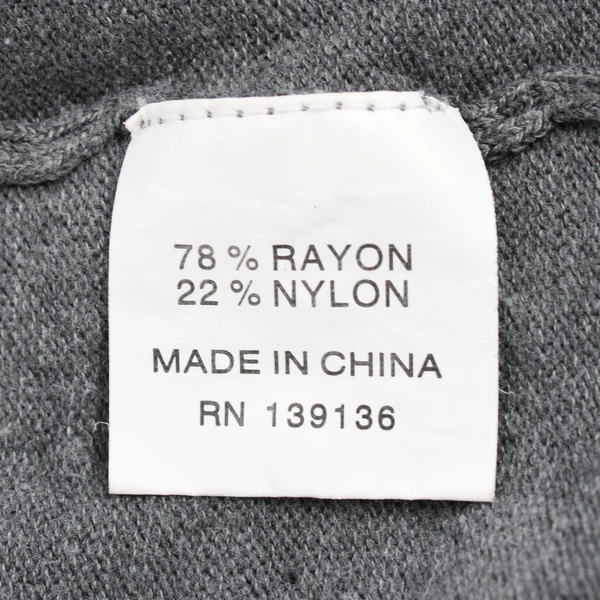 78 % RAYON
22 % NYLON
MADE IN CHINA
RN 139136